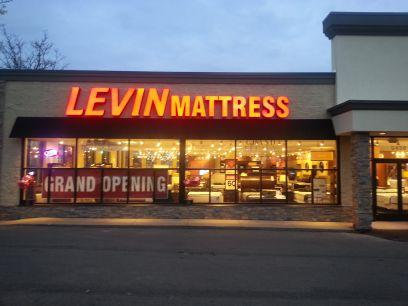 LEVIN MATTRESS
GRAND OPENING